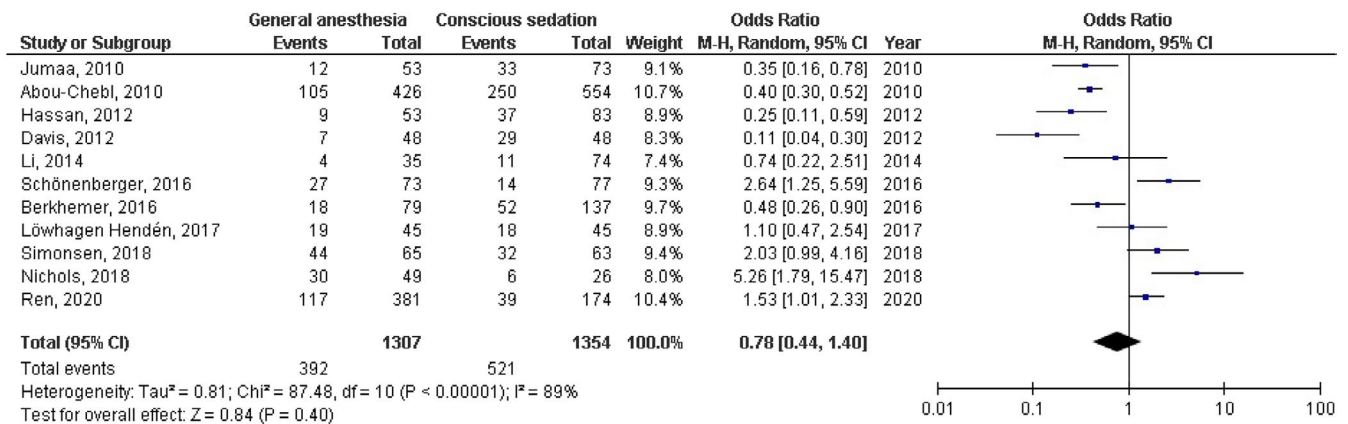 General anesthesia Conscious sedation Odds Ratio Odds Ratio
Study or Subgroup Events Total Events Total Weight M-H, Random, 95% CI Year M-H, Random, 95% CI
Jumaa, 2010 12 53 33 73 9.1% 0.35 [0.16, 0.78] 2010
Abou-Chebl, 2010 105 426 250 554 10.7% 0.40 [0.30, 0.52] 2010
Hassan, 2012 9 53 37 83 8.9% 0.25 [0.11, 0.59] 2012
Davis, 2012 7 48 29 48 8.3% 0.11 [0.04, 0.30] 2012
Li, 2014 4 35 11 74 7.4% 0.74 [0.22, 2.51] 2014
Schönenberger, 2016 27 73 14 77 9.3% 2.64 [1.25, 5.59] 2016
Berkhemer, 2016 18 79 52 137 9.7% 0.48 [0.26, 0.90] 2016
Löwhagen Hendén, 2017 19 45 18 45 8.9% 1.10 [0.47, 2.54] 2017
Simonsen, 2018 44 65 32 63 9.4% 2.03 [0.99, 4.16] 2018
Nichols, 2018 30 49 6 26 8.0% 5.26 [1.79, 15.47] 2018
Ren, 2020 117 381 39 174 10.4% 1.53 [1.01, 2.33] 2020
Total (95% CI) 1307 1354 100.0% 0.78 [0.44, 1.40]
Total events 392 521
Heterogeneity: Tau² = 0.81; Chi² = 87.48, df = 10 (P < 0.00001); I² = 89%
Test for overall effect: Z = 0.84 (P = 0.40)
0.01 0.1 1 10 100